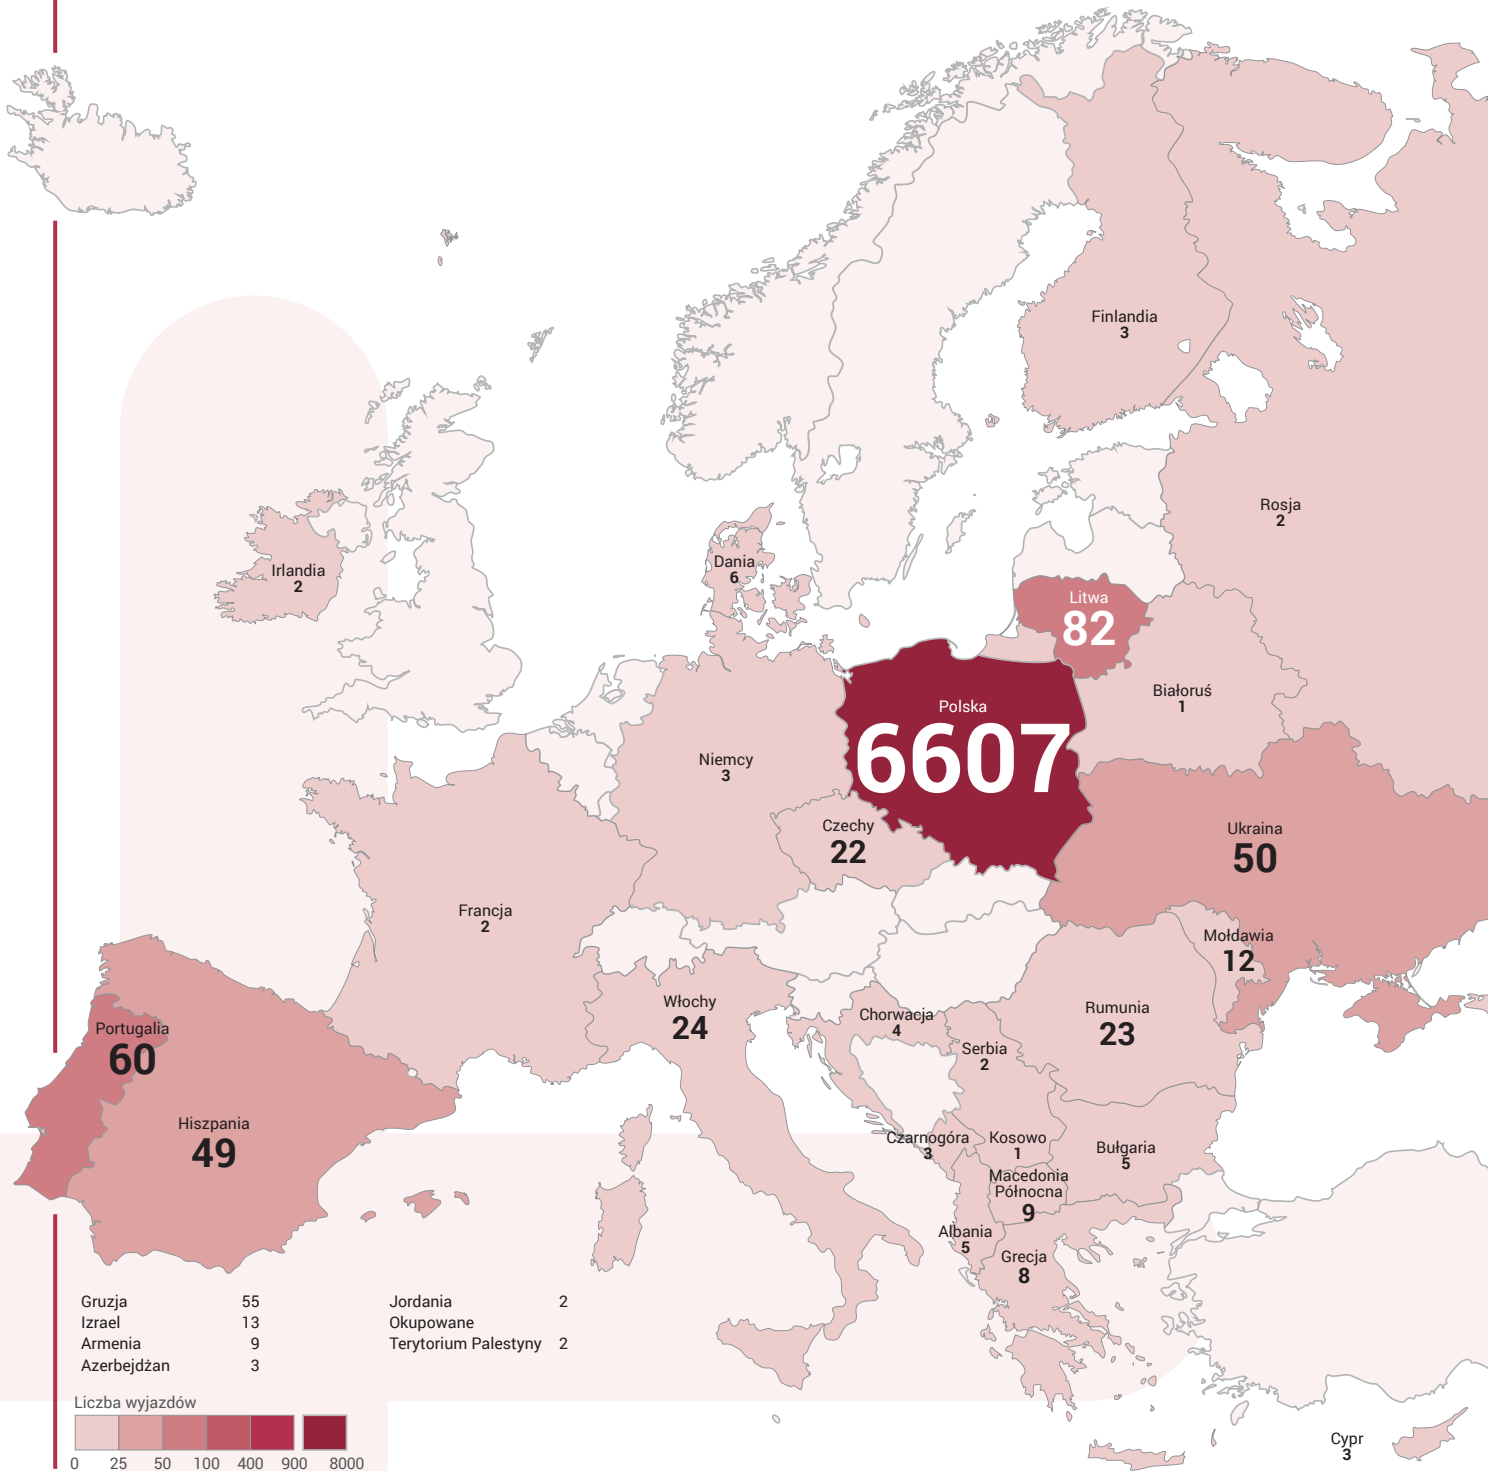 Finlandia
3
Rosja
2
Irlandia
2
Dania
6
Litwa
82
Białoruś
1
Polska
6607
Niemcy
3
Czechy
22
Ukraina
50
Francja
2
Mołdawia
12
Włochy
24
Chorwacja
4
Rumunia
23
Portugalia
60
Serbia
2
Hiszpania
49
Czarnogóra
3
Kosowo
1
Bułgaria
5
Macedonia
Północna
9
Albania
5
Grecja
8
Gruzja 55
Izrael 13
Armenia 9
Azerbejdżan 3
Jordania 2
Okupowane
Terytorium Palestyny 2
Cypr
3
Liczba wyjazdów
0 25 50 100 400 900 8000